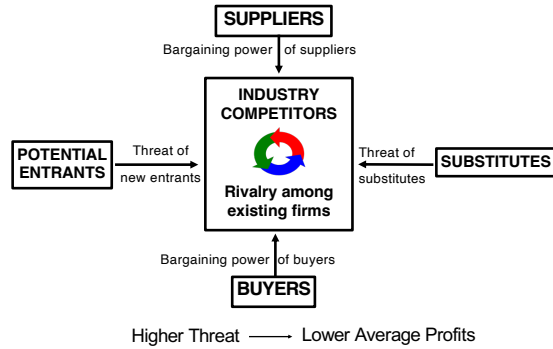 SUPPLIERS
Bargaining power of suppliers
INDUSTRY
COMPETITORS
POTENTIAL
ENTRANTS
Threat of
new entrants
Threat of
substitutes
SUBSTITUTES
Rivalry among
existing firms
Bargaining power of buyers
BUYERS
Higher Threat Lower Average Profits